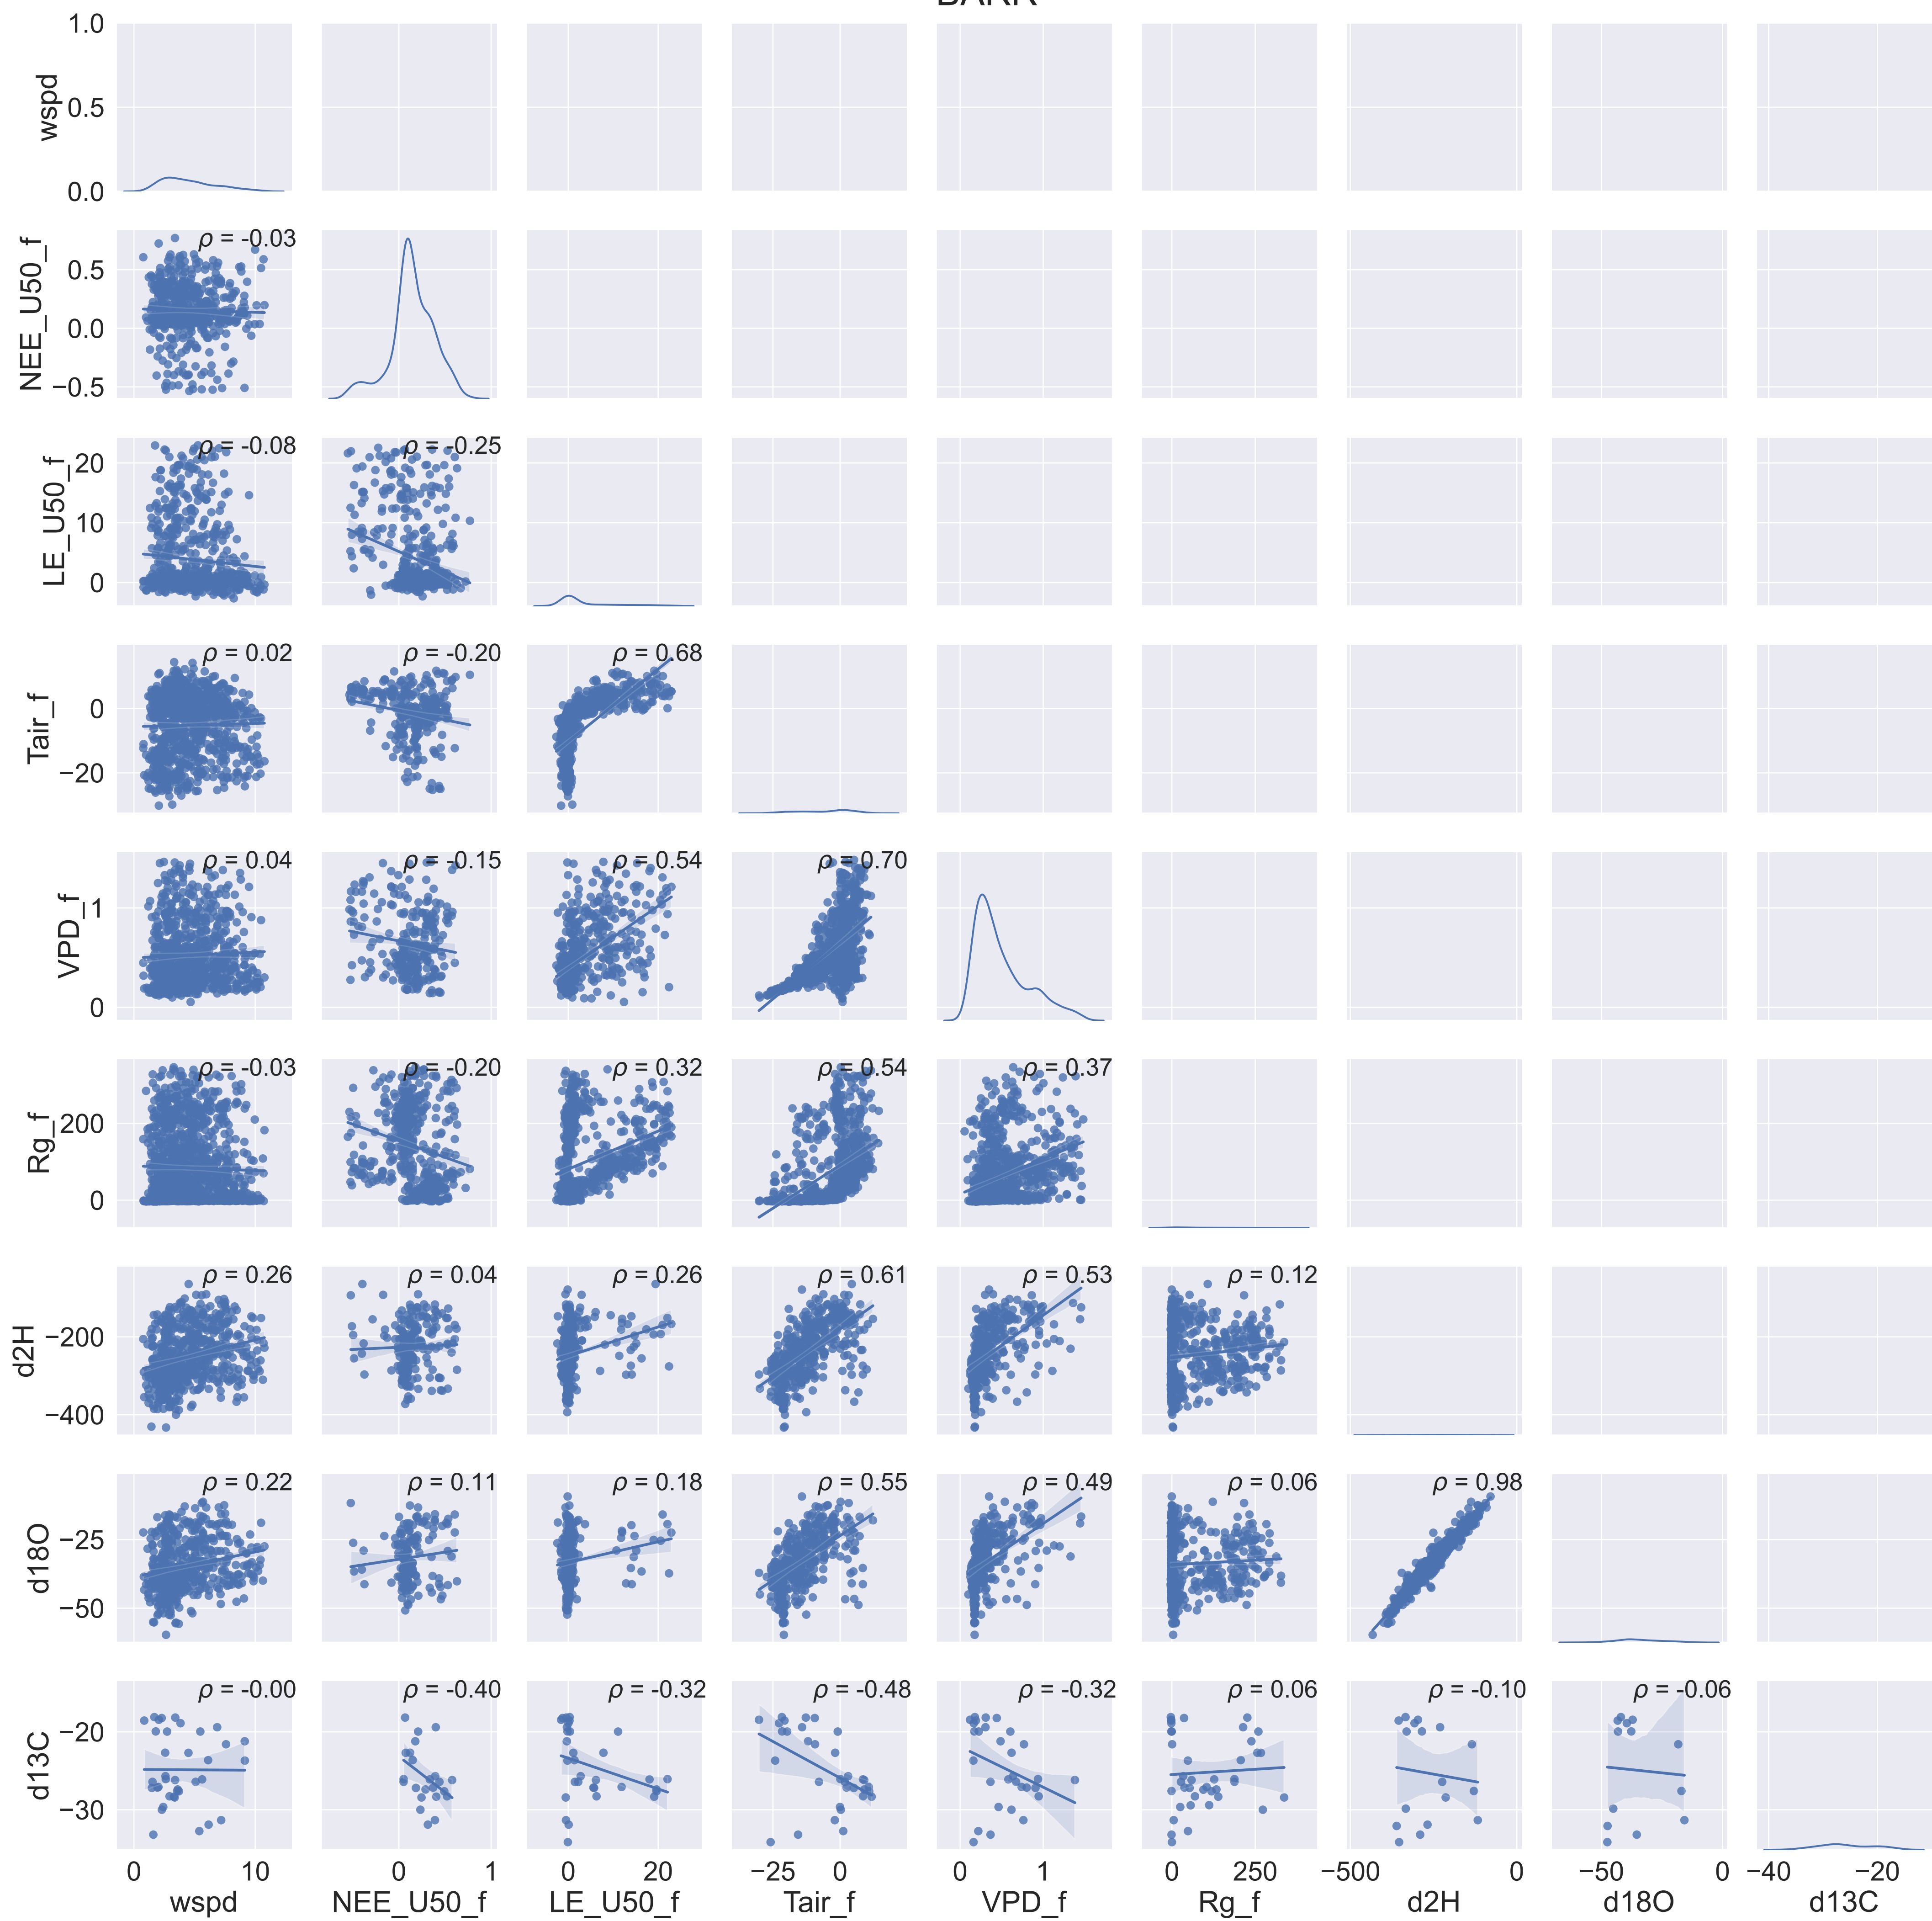 1.0
wspd
0.5
0.0
NEE_U50_f
0.5
0.0
−0.5
ρ = -0.03
LE_U50_f
20
10
0
ρ = -0.08
ρ = -0.25
Tair_f
0
−20
ρ = 0.02
ρ = -0.20
ρ = 0.68
VPD_f
1
0
ρ = 0.04
ρ = -0.15
ρ = 0.54
ρ = 0.70
Rg_f
200
0
ρ = -0.03
ρ = -0.20
ρ = 0.32
ρ = 0.54
ρ = 0.37
d2H
−200
−400
ρ = 0.26
ρ = 0.04
ρ = 0.26
ρ = 0.61
ρ = 0.53
ρ = 0.12
d18O
−25
−50
ρ = 0.22
ρ = 0.11
ρ = 0.18
ρ = 0.55
ρ = 0.49
ρ = 0.06
ρ = 0.98
d13C
−20
−30
ρ = -0.00
ρ = -0.40
ρ = -0.32
ρ = -0.48
ρ = -0.32
ρ = 0.06
ρ = -0.10
ρ = -0.06
0 10 0 1 0 20 −25 0 0 1 0 250 −500 0 −50 0 −40 −20
wspd NEE_U50_f LE_U50_f Tair_f VPD_f Rg_f d2H d18O d13C